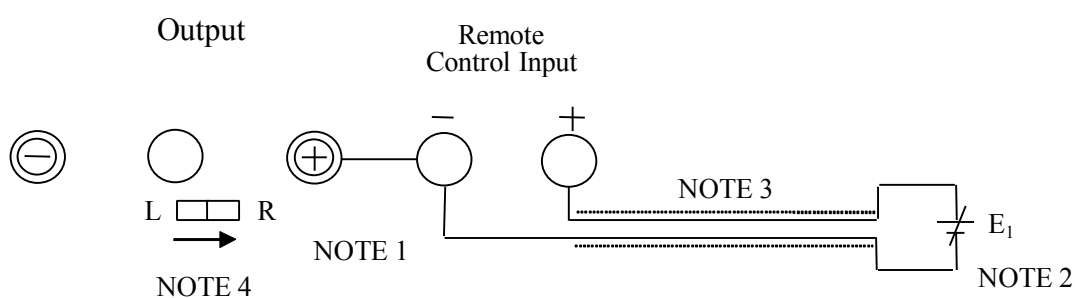 Output
Remote
Control Input
− +
− +
NOTE 3
L R
E₁
NOTE 1
NOTE 2
NOTE 4